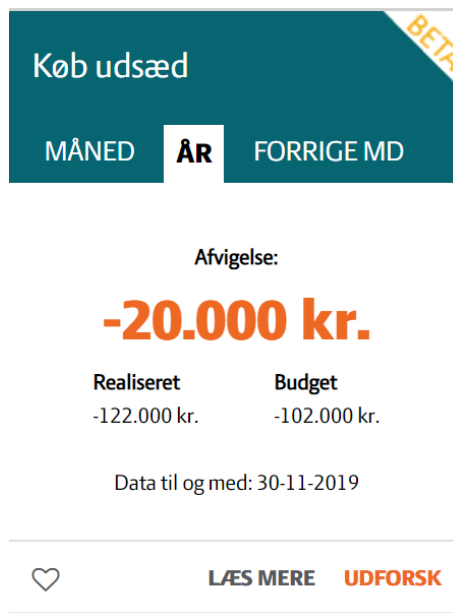 BETA
Køb udsæd
MÅNED ÅR FORRIGE MD
Afvigelse:
-20.000 kr.
Realiseret Budget
-122.000 kr. -102.000 kr.
Data til og med: 30-11-2019
LÆS MERE UDFORSK